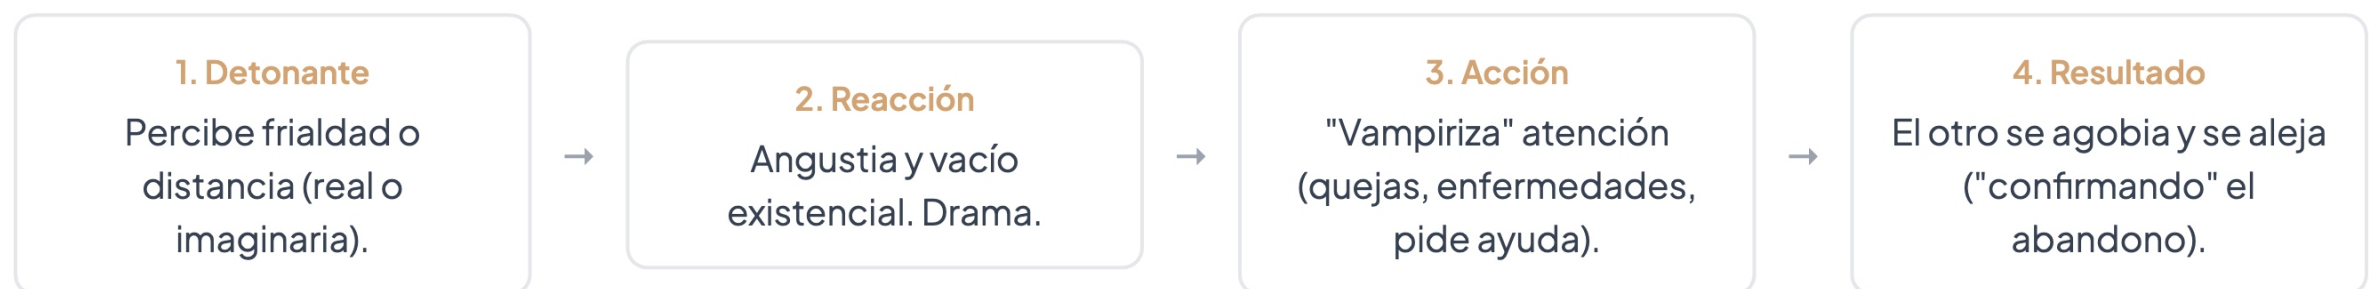 1. Detonante
Percibe frialdad o
distancia (real o
imaginaria).
→
2. Reacción
Angustia y vacío
existencial. Drama.
→
3. Acción
"Vampiriza" atención
(quejas, enfermedades,
pide ayuda).
→
4. Resultado
El otro se agobia y se aleja
("confirmando" el
abandono).